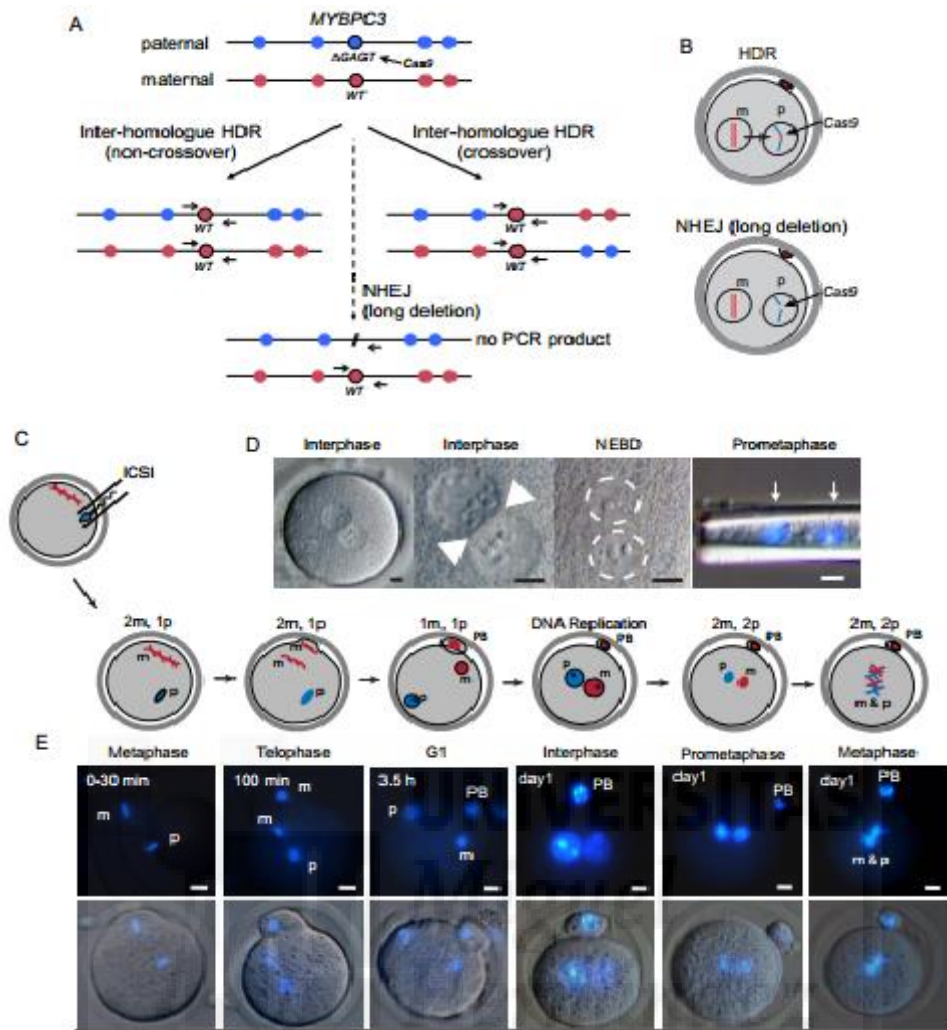 A
MYBPC3
paternal
ΔGAGT
Cas9
maternal
WT
Inter-homologue HDR
(non-crossover)
Inter-homologue HDR
(crossover)
WT
WT
WT
WT
NHEJ
(long deletion)
no PCR product
WT
B
HDR
m
p
Cas9
NHEJ (long deletion)
m
p
Cas9
C
ICSI
D
Interphase
Interphase
NEBD
Prometaphase
2m, 1p
2m, 1p
1m, 1p
DNA Replication
2m, 2p
2m, 2p
m
p
m
m
p
PB
p
m
PB
p
m
PB
p
m
PB
m & p
E
Metaphase
Telophase
G1
Interphase
Prometaphase
Metaphase
0-30 min
m
p
100 min
m
m
p
3.5 h
p
PB
m
day1
PB
day1
PB
day1
PB
m & p
UNIVERSITAS
Miguel